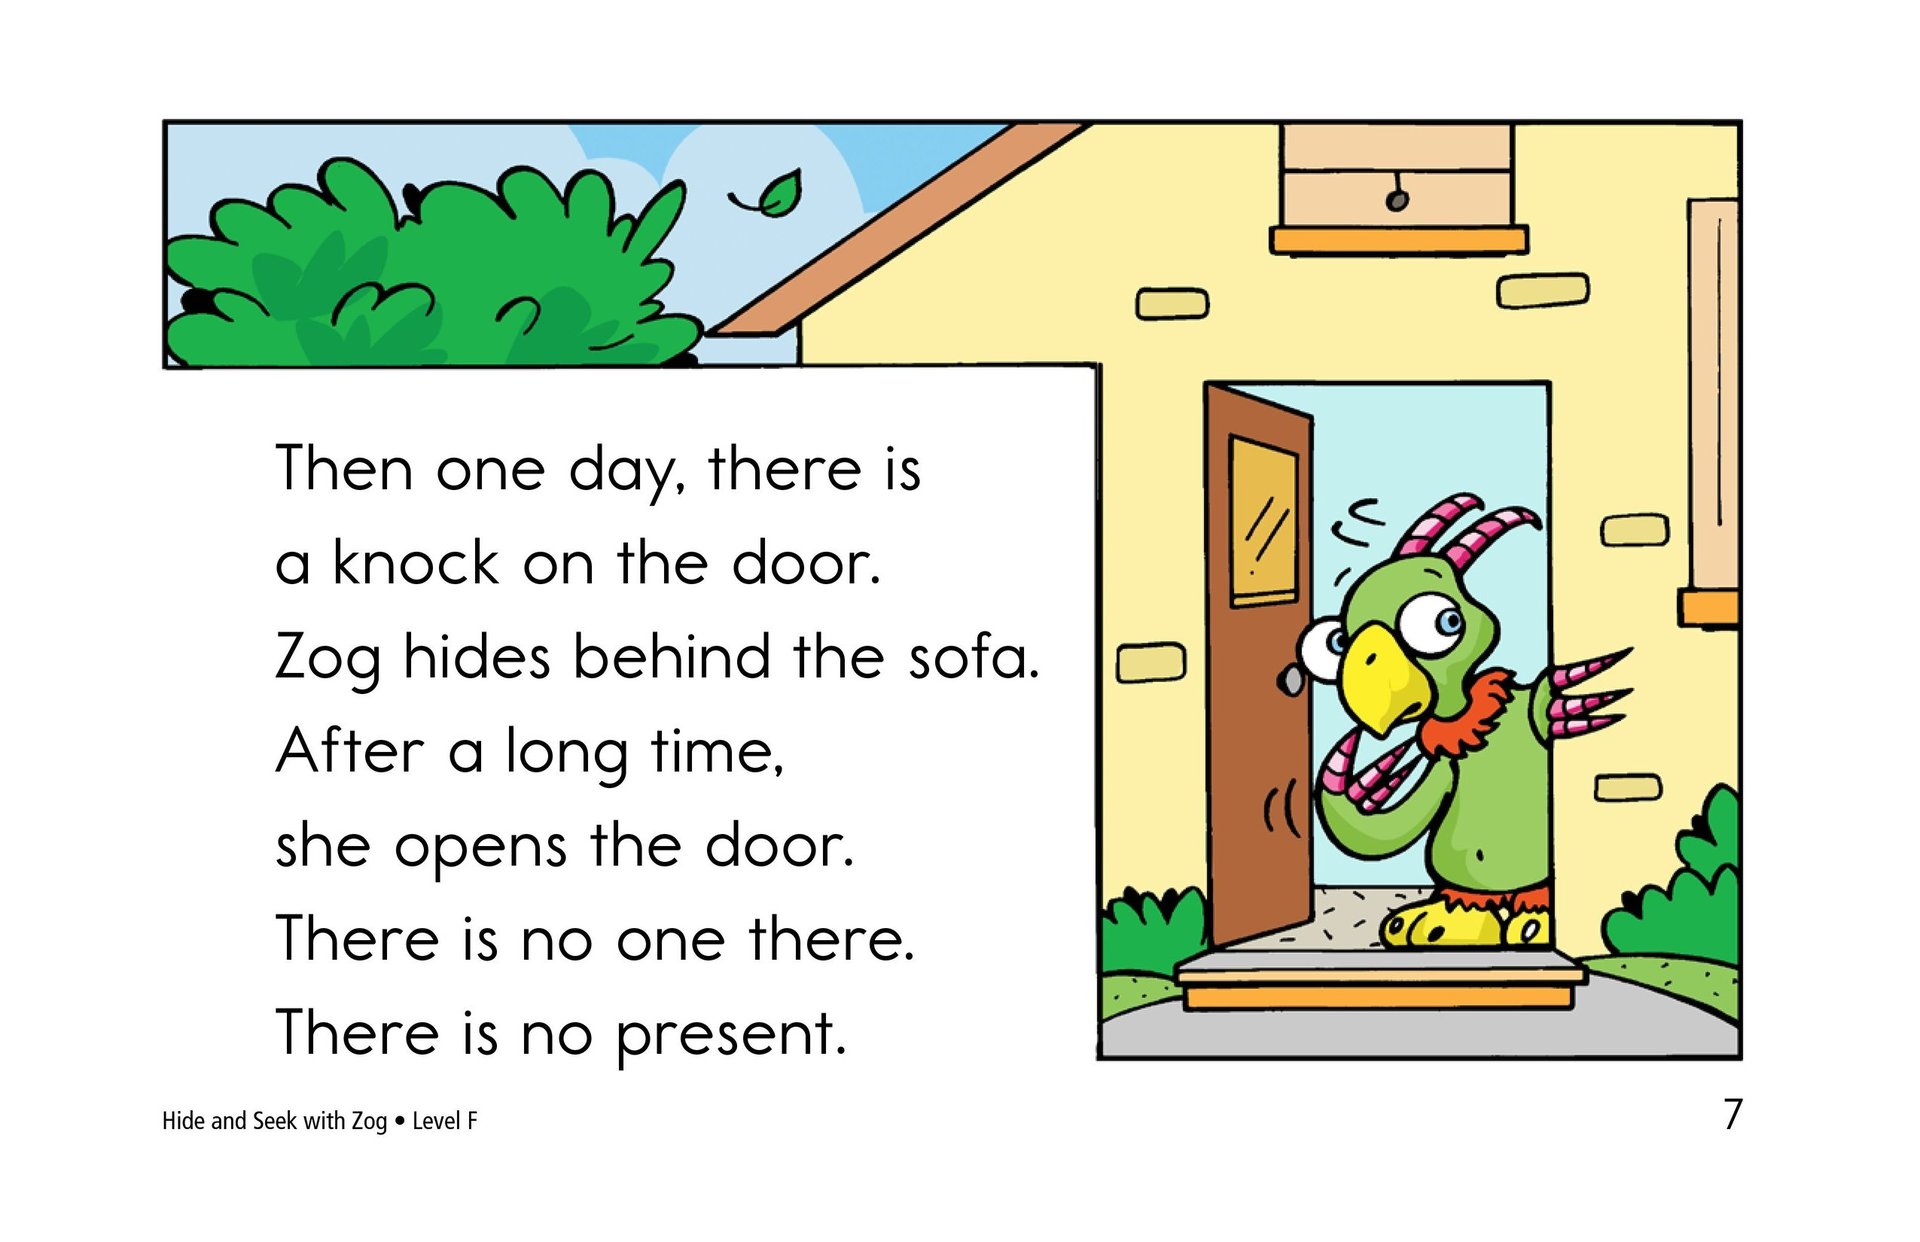 Then one day, there is
a knock on the door.
Zog hides behind the sofa.
After a long time,
she opens the door.
There is no one there.
There is no present.
Hide and Seek with Zog • Level F
7